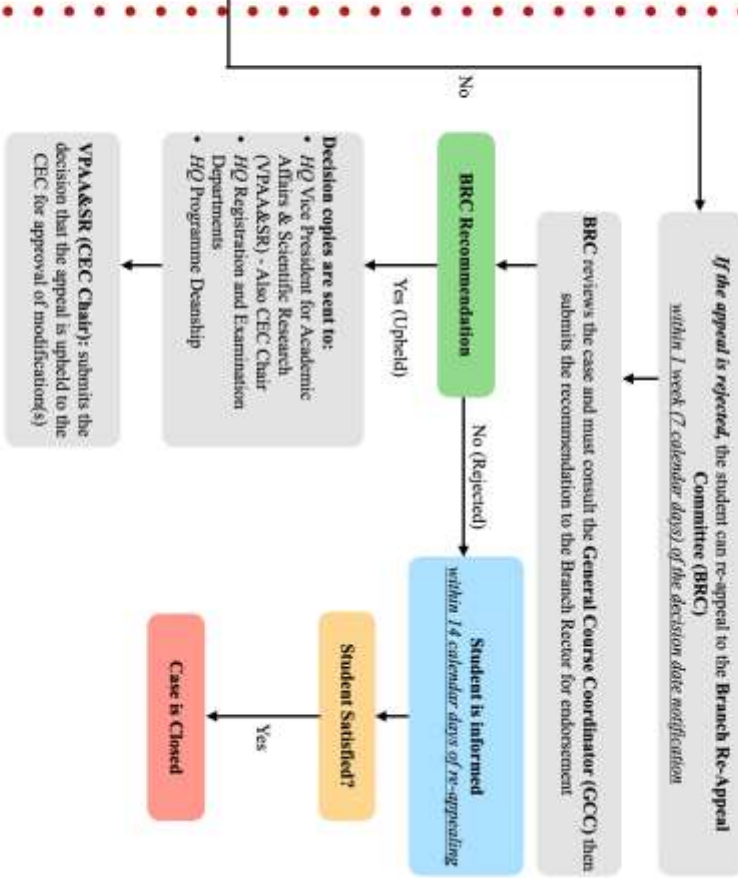 No
If the appeal is rejected, the student can re-appeal to the Branch Re-Appeal
Committee (BRC)
within 1 week (7 calendar days) of the decision date notification
BRC reviews the case and must consult the General Course Coordinator (GCC) then
submits the recommendation to the Branch Rector for endorsement
BRC Recommendation
Yes (Upheld)
No (Rejected)
Decision copies are sent to:
• HQ Vice President for Academic
Affairs & Scientific Research
(VPAA&SR) - Also CEC Chair
• HQ Registration and Examination
Departments
• HQ Programme Deanship
VPAA&SR (CEC Chair): submits the
decision that the appeal is upheld to the
CEC for approval of modification(s)
Student is informed
within 14 calendar days of re-appealing
Student Satisfied?
Yes
Case is Closed